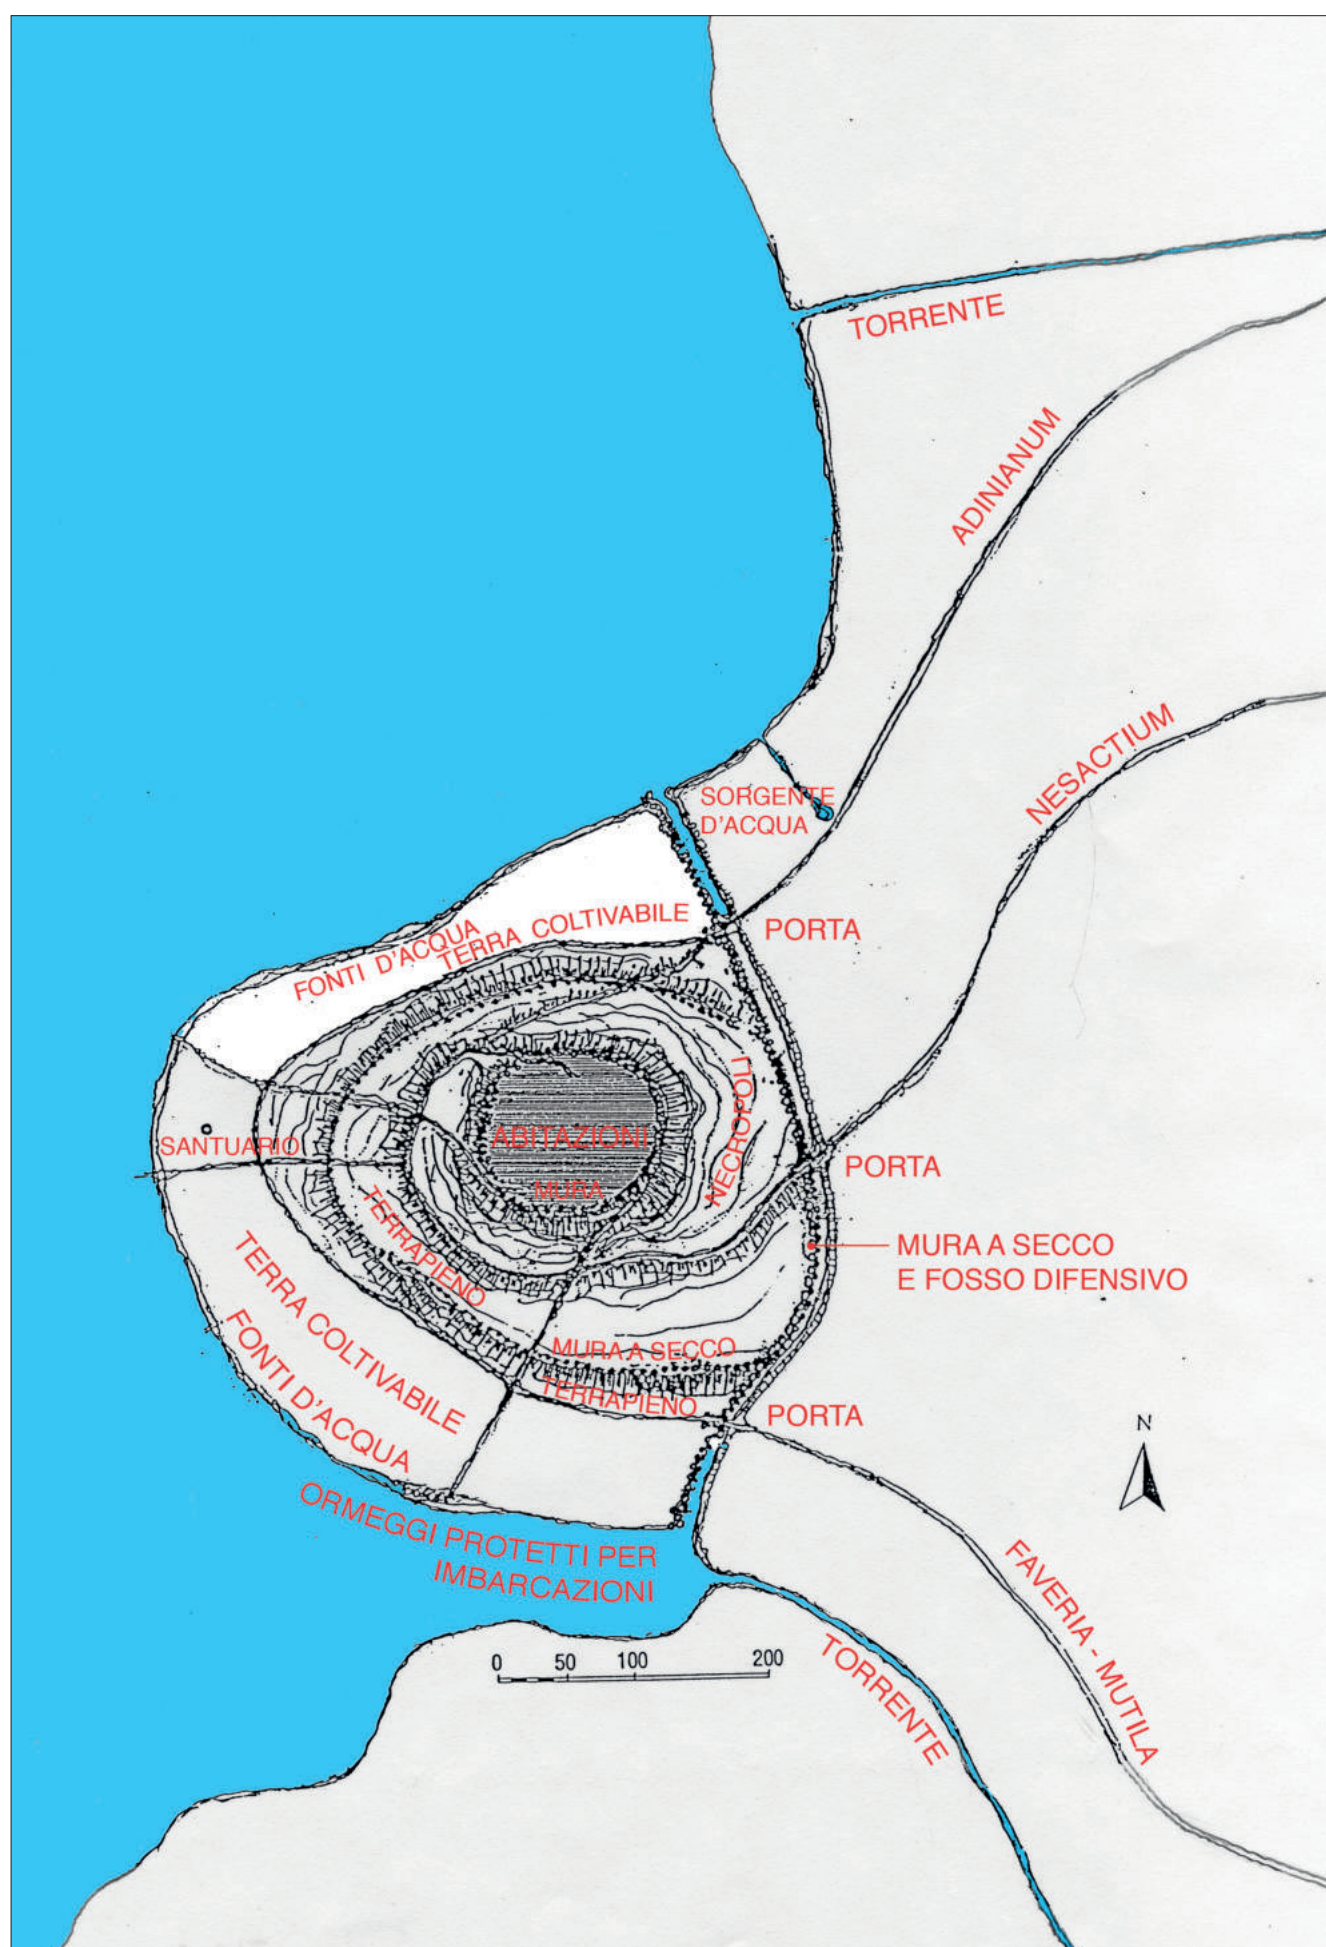 TORRENTE
ADINIANUM
NESACTIUM
SORGENTE
D'ACQUA
PORTA
TERRA COLTIVABILE
FONTI D'ACQUA
NECROPOLI
ABITAZIONI
MURA
SANTUARIO
PORTA
TERRAPIENO
MURA A SECCO
E FOSSO DIFENSIVO
TERRA COLTIVABILE
FONTI D'ACQUA
MURA A SECCO
TERRAPIENO
PORTA
N
ORMEGGI PROTETTI PER
IMBARCAZIONI
FAVERIA - MUTILA
TORRENTE
0 50 100 200